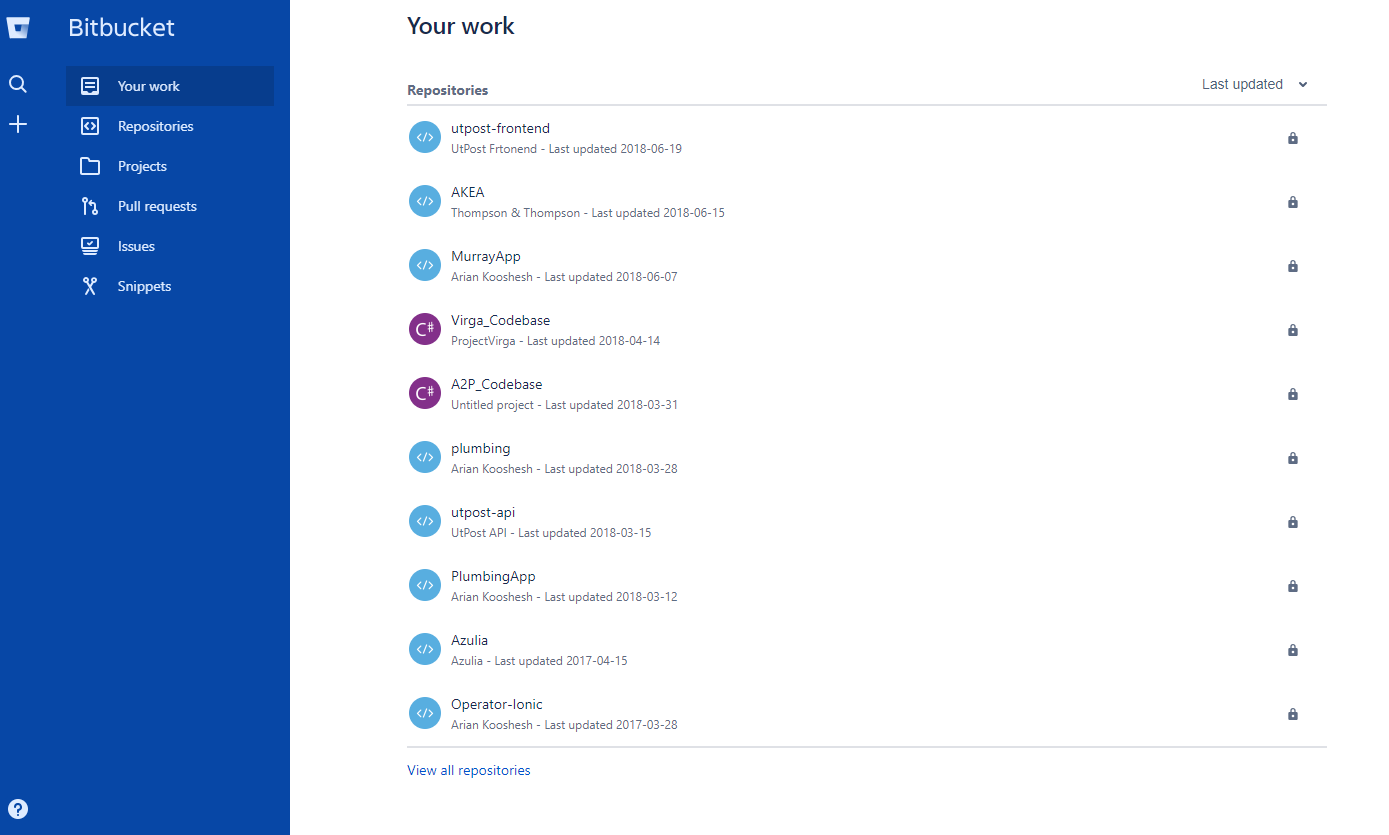 Bitbucket
Your work
Repositories
Projects
Pull requests
Issues
Snippets
?
Your work
Repositories
Last updated
</>
utpost-frontend
UtPost Frtonend - Last updated 2018-06-19
</>
AKEA
Thompson & Thompson - Last updated 2018-06-15
</>
MurrayApp
Arian Kooshesh - Last updated 2018-06-07
C#
Virga_Codebase
ProjectVirga - Last updated 2018-04-14
C#
A2P_Codebase
Untitled project - Last updated 2018-03-31
</>
plumbing
Arian Kooshesh - Last updated 2018-03-28
</>
utpost-api
UtPost API - Last updated 2018-03-15
</>
PlumbingApp
Arian Kooshesh - Last updated 2018-03-12
</>
Azulia
Azulia - Last updated 2017-04-15
</>
Operator-Ionic
Arian Kooshesh - Last updated 2017-03-28
View all repositories